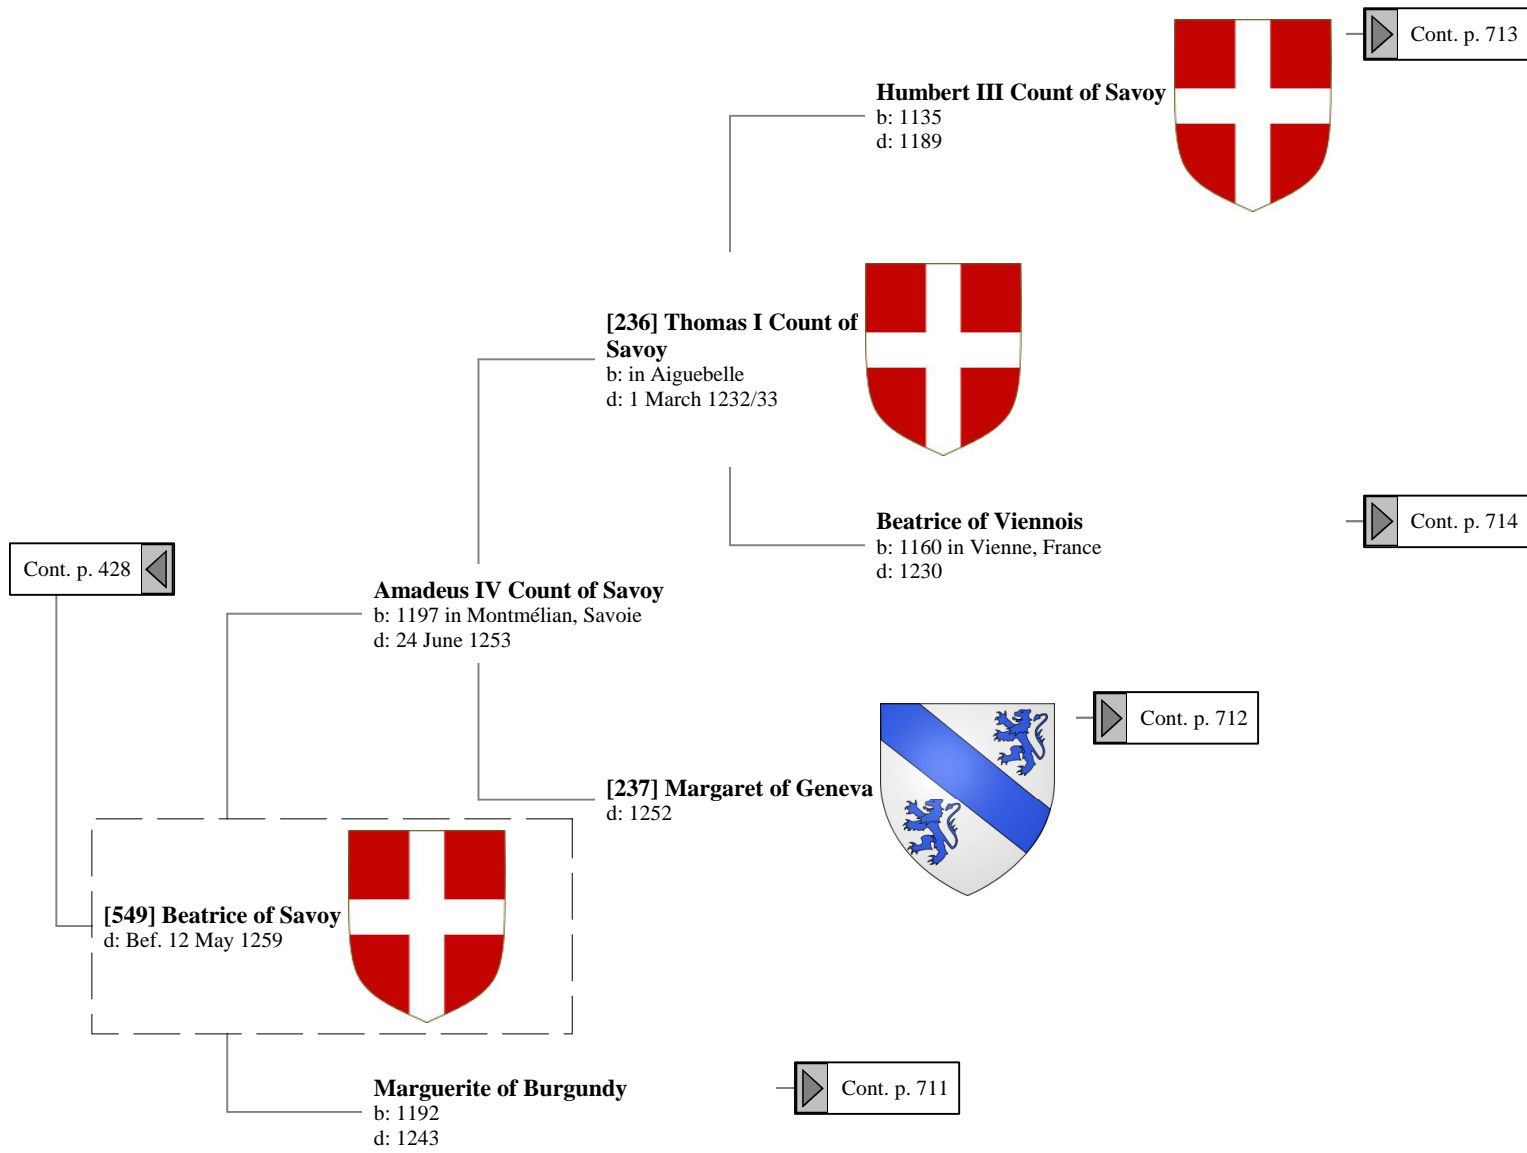 Cont. p. 713
Humbert III Count of Savoy
b: 1135
d: 1189
[236] Thomas I Count of
Savoy
b: in Aiguebelle
d: 1 March 1232/33
Beatrice of Viennois
b: 1160 in Vienne, France
d: 1230
Cont. p. 714
Cont. p. 428
Amadeus IV Count of Savoy
b: 1197 in Montmélian, Savoie
d: 24 June 1253
Cont. p. 712
[237] Margaret of Geneva
d: 1252
[549] Beatrice of Savoy
d: Bef. 12 May 1259
Marguerite of Burgundy
b: 1192
d: 1243
Cont. p. 711